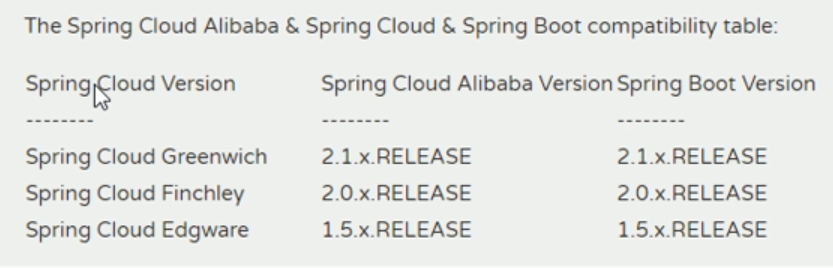 The Spring Cloud Alibaba & Spring Cloud & Spring Boot compatibility table:
Spring Cloud Version Spring Cloud Alibaba Version Spring Boot Version
-------- -------- --------
Spring Cloud Greenwich 2.1.x.RELEASE 2.1.x.RELEASE
Spring Cloud Finchley 2.0.x.RELEASE 2.0.x.RELEASE
Spring Cloud Edgware 1.5.x.RELEASE 1.5.x.RELEASE